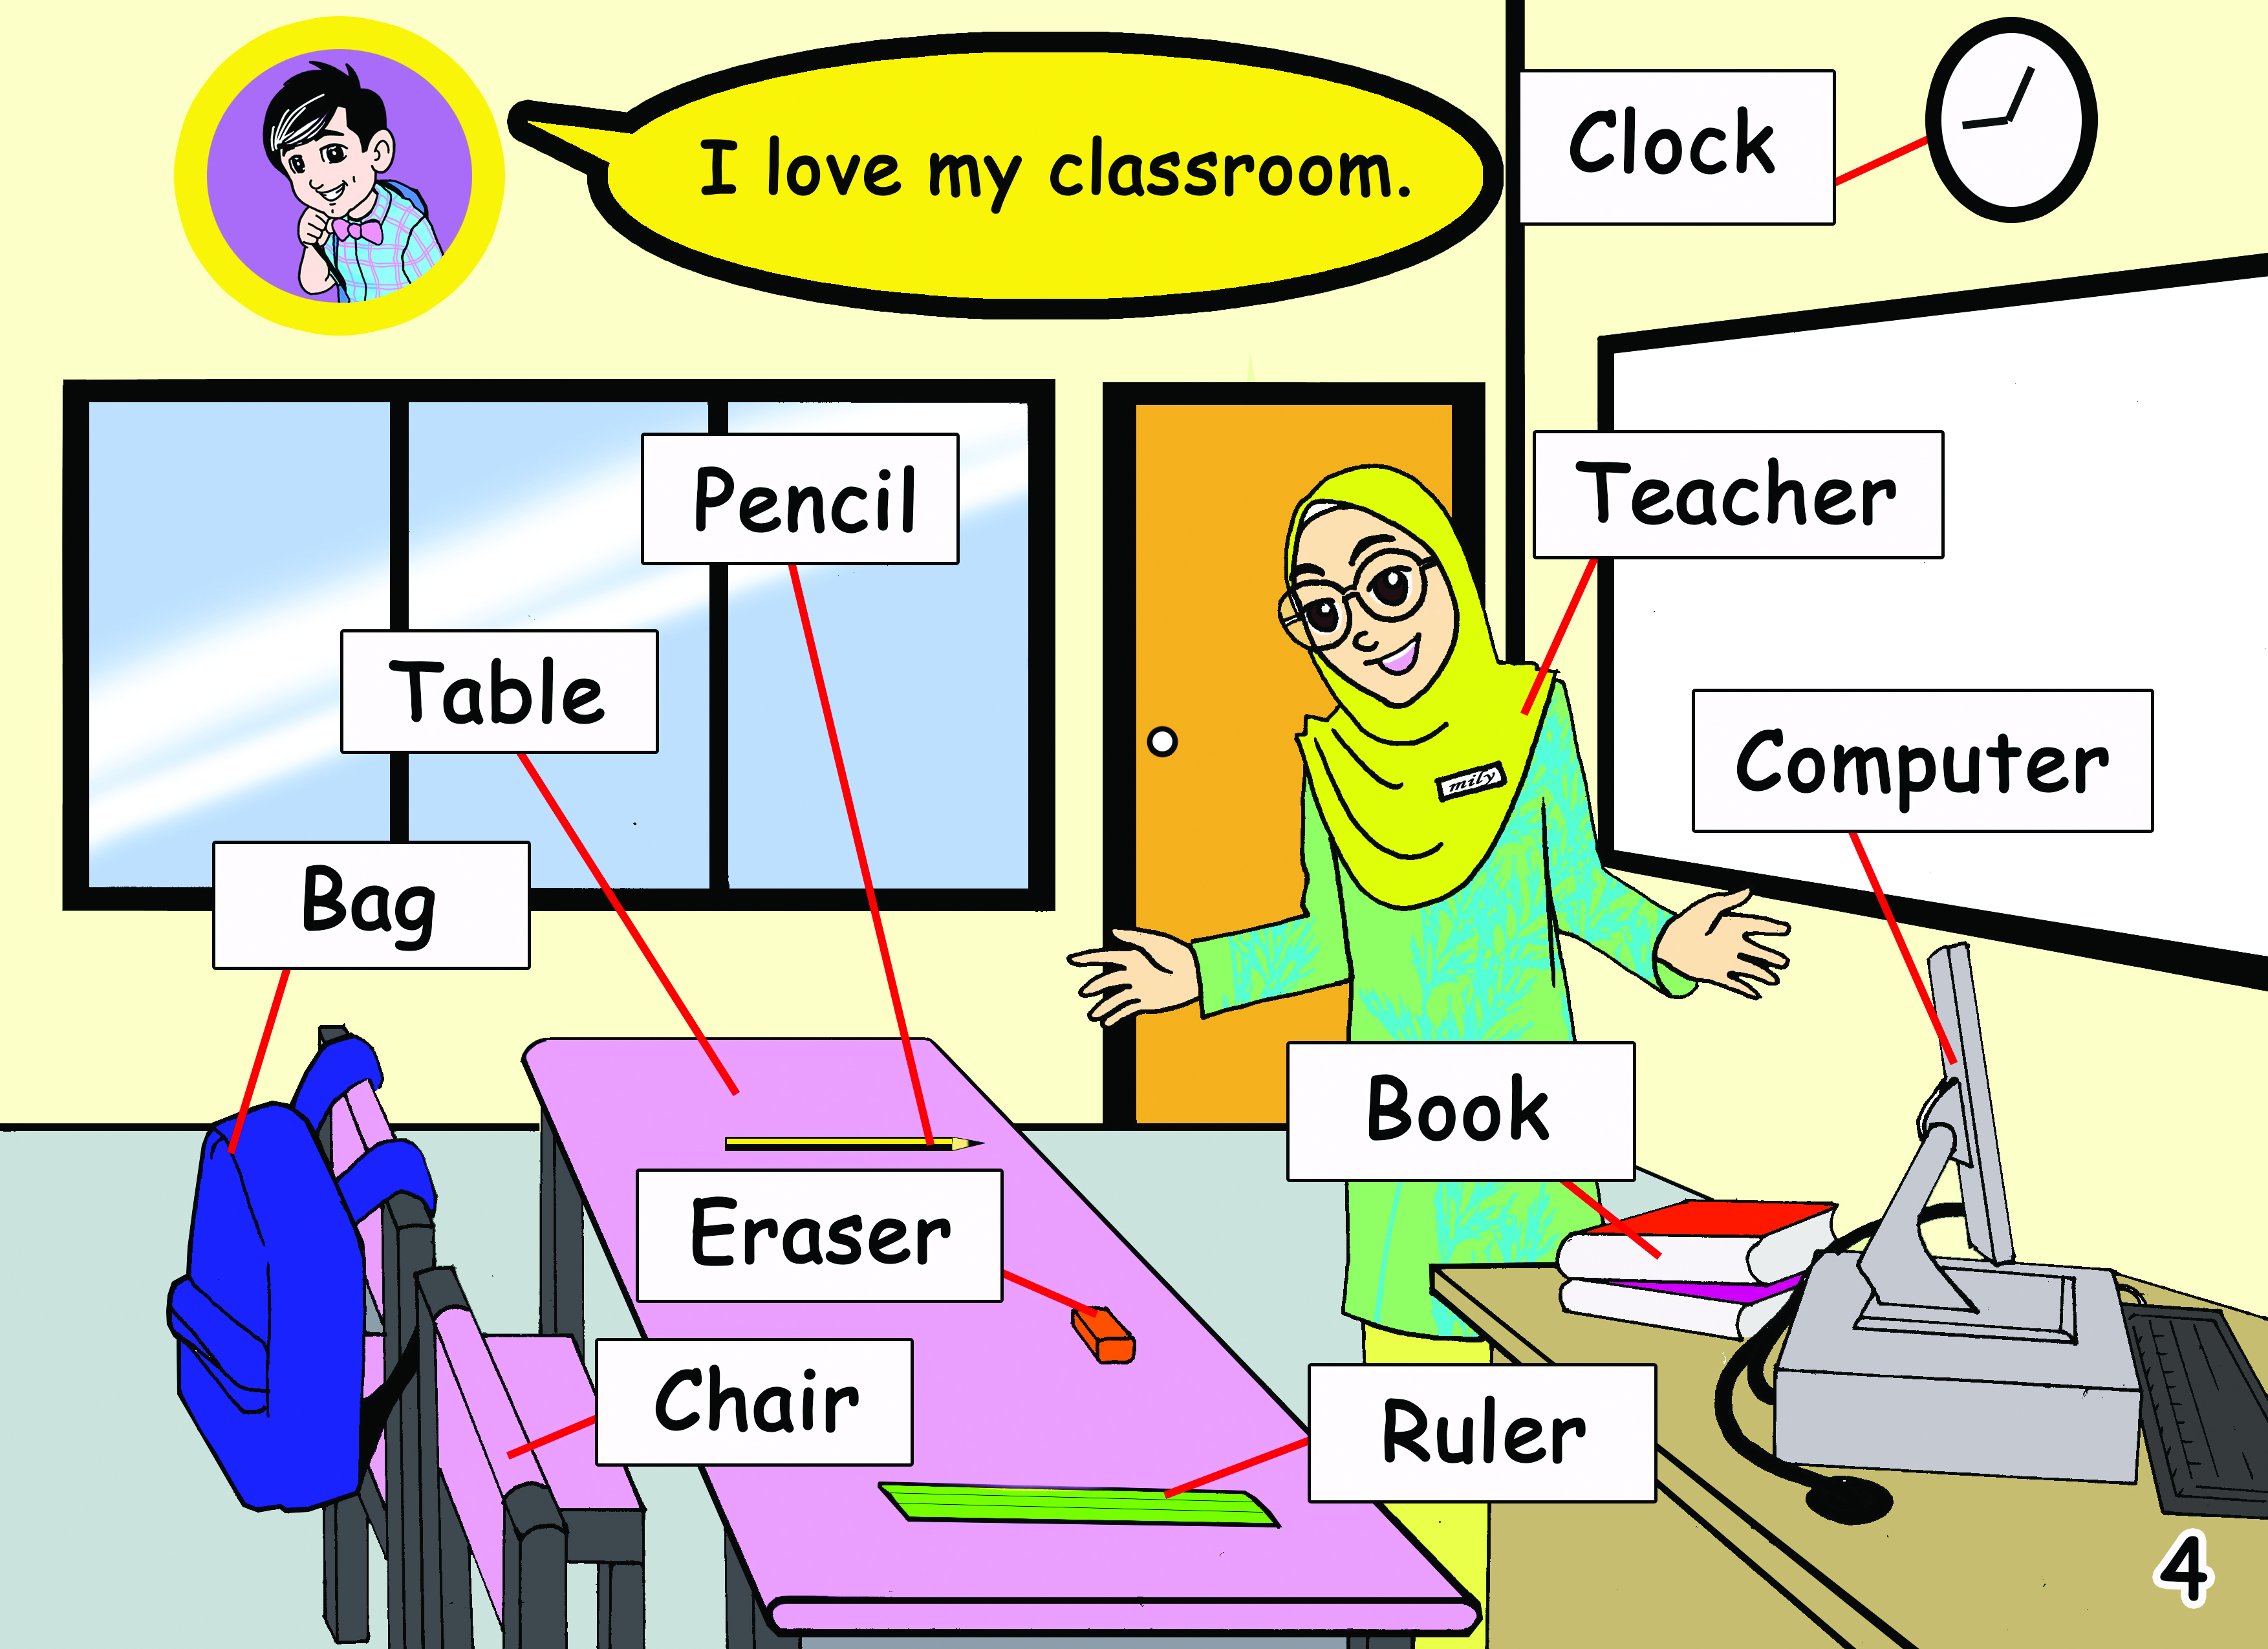 I love my classroom.
Clock
Pencil
Teacher
Table
Computer
mily
Bag
Book
Eraser
Chair
Ruler
4